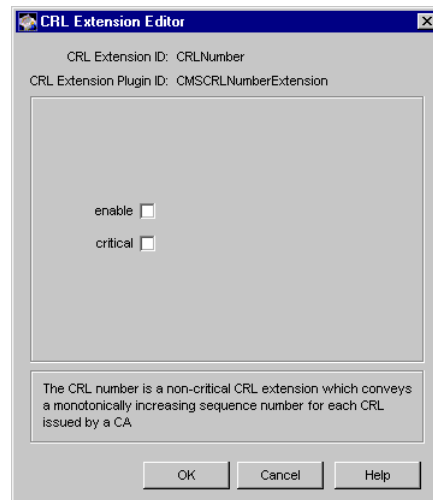 CRL Extension Editor
CRL Extension ID: CRLNumber
CRL Extension Plugin ID: CMSCRLNumberExtension
enable
critical
The CRL number is a non-critical CRL extension which conveys
a monotonically increasing sequence number for each CRL
issued by a CA
OK Cancel Help